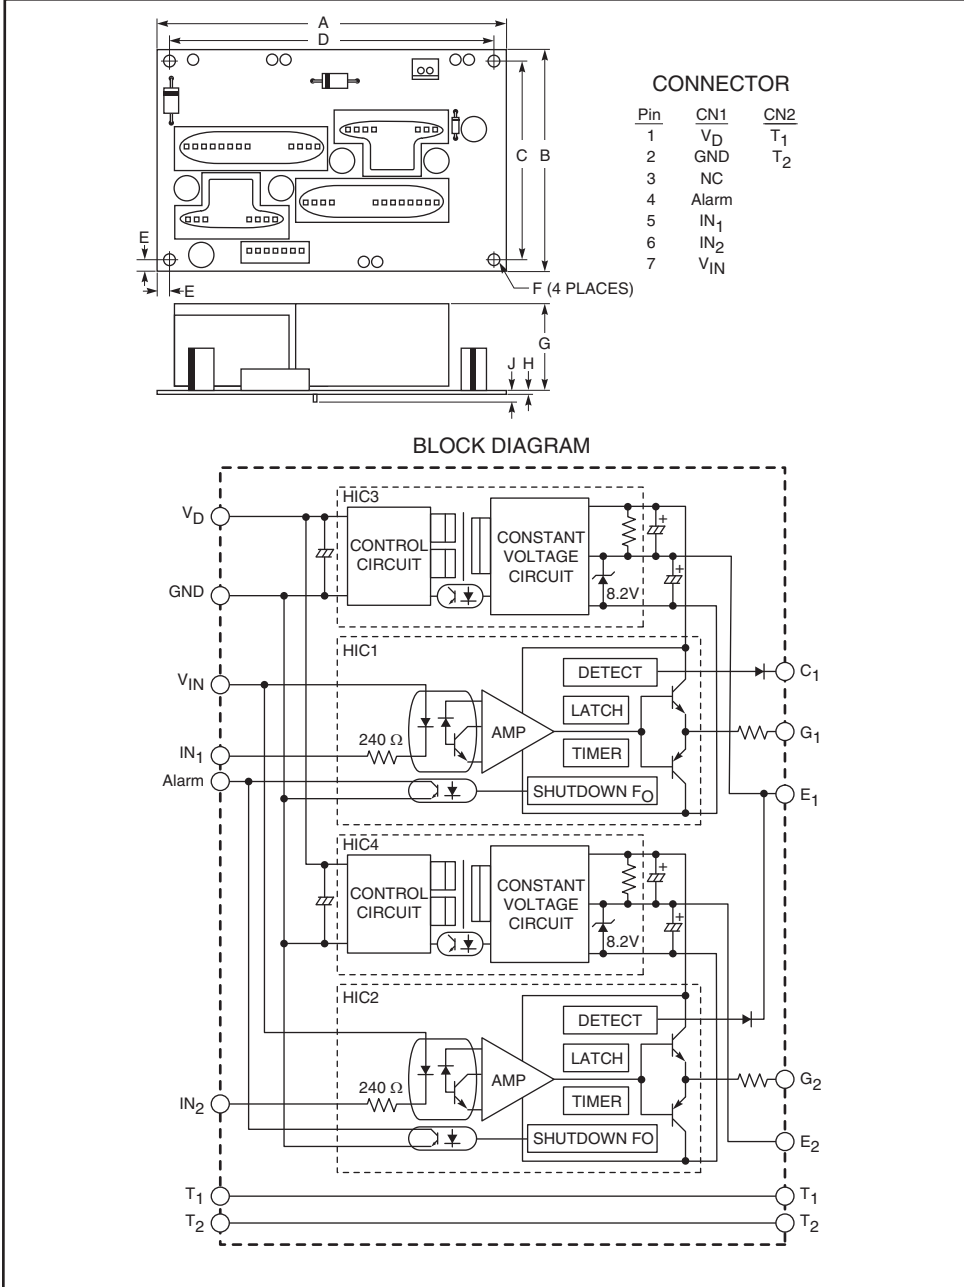 A
D
C
B
E
E
F (4 PLACES)
CONNECTOR
Pin CN1 CN2
1 VD T1
2 GND T2
3 NC
4 Alarm
5 IN1
6 IN2
7 VIN
G
J
H
BLOCK DIAGRAM
HIC3
VD
CONTROL CIRCUIT
CONSTANT VOLTAGE CIRCUIT
+
+
8.2V
GND
HIC1
VIN
DETECT
C1
LATCH
240 Ω
AMP
G1
IN1
TIMER
Alarm
SHUTDOWN FO
E1
HIC4
CONTROL CIRCUIT
CONSTANT VOLTAGE CIRCUIT
+
+
8.2V
HIC2
DETECT
LATCH
240 Ω
AMP
G2
IN2
TIMER
SHUTDOWN FO
E2
T1 T1
T2 T2